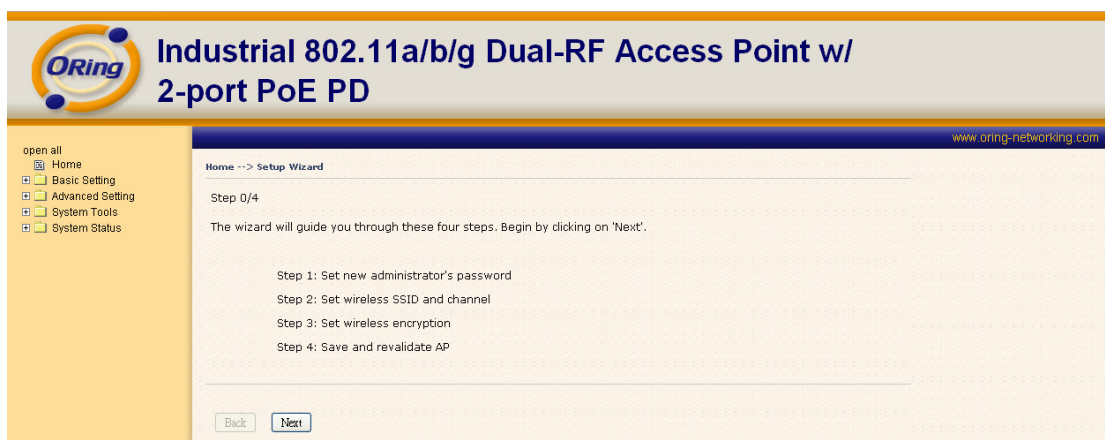 ORing
Industrial 802.11a/b/g Dual-RF Access Point w/
2-port PoE PD
www.oring-networking.com
open all
Home
Basic Setting
Advanced Setting
System Tools
System Status
Home --> Setup Wizard
Step 0/4
The wizard will guide you through these four steps. Begin by clicking on 'Next'.
Step 1: Set new administrator's password
Step 2: Set wireless SSID and channel
Step 3: Set wireless encryption
Step 4: Save and revalidate AP
Back
Next